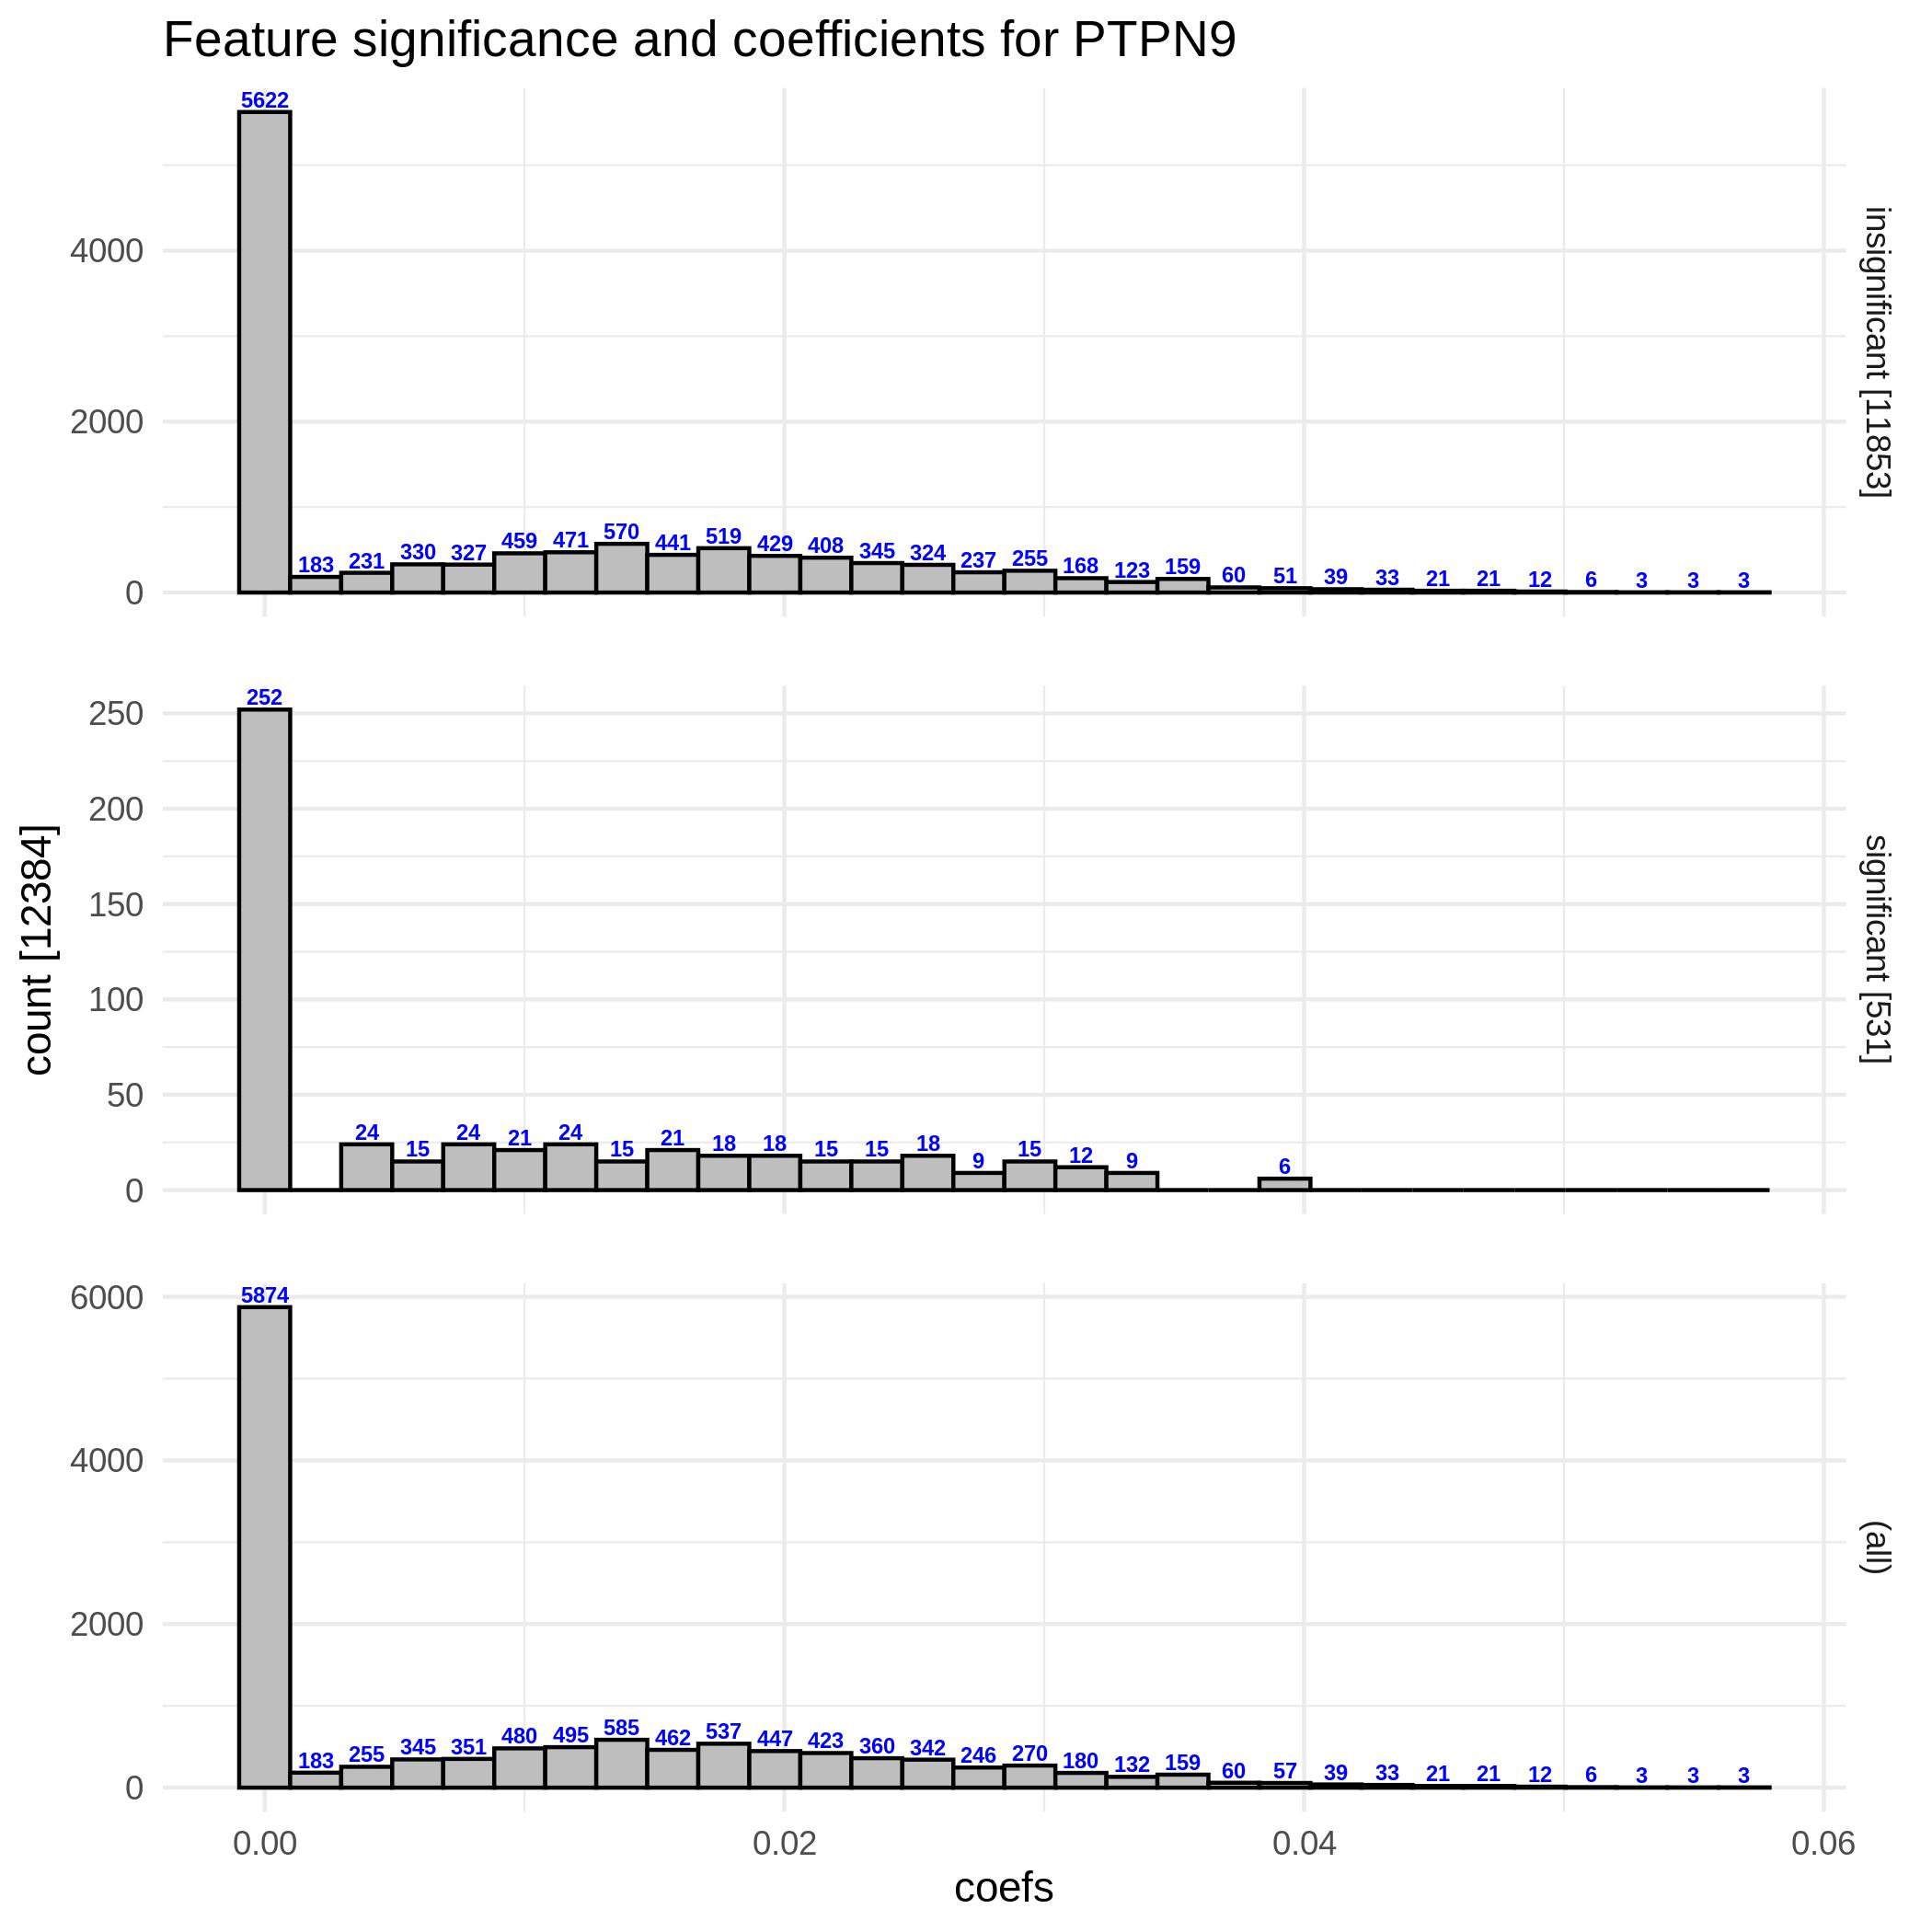 Feature significance and coefficients for PTPN9
5622
183 231 330 327 459 471 570 441 519 429 408 345 324 237 255 168 123 159 60 51 39 33 21 21 12 6 3 3 3
4000
2000
0
insignificant [11853]
252
24 15 24 21 24 15 21 18 18 15 15 18 9 15 12 9 6
250
200
150
100
50
0
significant [531]
count [12384]
5874
183 255 345 351 480 495 585 462 537 447 423 360 342 246 270 180 132 159 60 57 39 33 21 21 12 6 3 3 3
6000
4000
2000
0
(all)
0.00 0.02 0.04 0.06
coefs